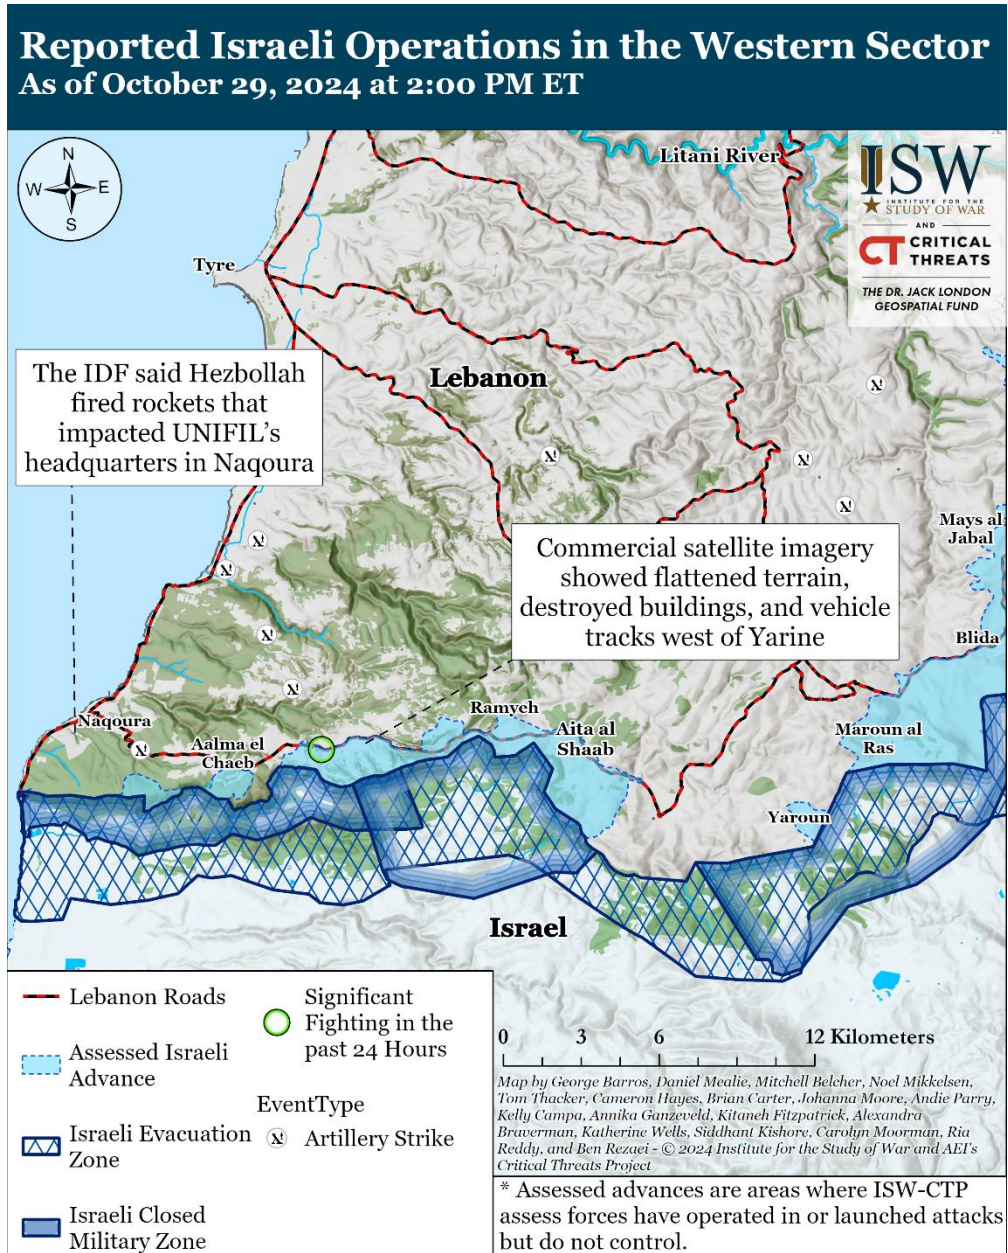 Reported Israeli Operations in the Western Sector
As of October 29, 2024 at 2:00 PM ET
N
W
E
S
Litani River
ISW
INSTITUTE FOR THE
STUDY OF WAR
AND
CT CRITICAL
THREATS
THE DR. JACK LONDON
GEOSPATIAL FUND
Tyre
The IDF said Hezbollah
fired rockets that
impacted UNIFIL's
headquarters in Naqoura
Lebanon
Commercial satellite imagery
showed flattened terrain,
destroyed buildings, and vehicle
tracks west of Yarine
Mays al
Jabal
Blida
Naqoura
Aalma el
Chaeb
Ramych
Aita al
Shaab
Maroun al
Ras
Yaroun
Israel
Lebanon Roads
Assessed Israeli
Advance
Israeli Evacuation
Zone
Israeli Closed
Military Zone
Significant
Fighting in the
past 24 Hours
EventType
Artillery Strike
0 3 6 12 Kilometers
Map by George Barros, Daniel Mealie, Mitchell Belcher, Noel Mikkelsen,
Tom Thacker, Cameron Hayes, Brian Carter, Johanna Moore, Andie Parry,
Kelly Campa, Annika Ganzeveld, Kitaneh Fitzpatrick, Alexandra
Braverman, Katherine Wells, Siddhant Kishore, Carolyn Moorman, Ria
Reddy, and Ben Rezaei - © 2024 Institute for the Study of War and AEI's
Critical Threats Project
* Assessed advances are areas where ISW-CTP
assess forces have operated in or launched attacks
but do not control.